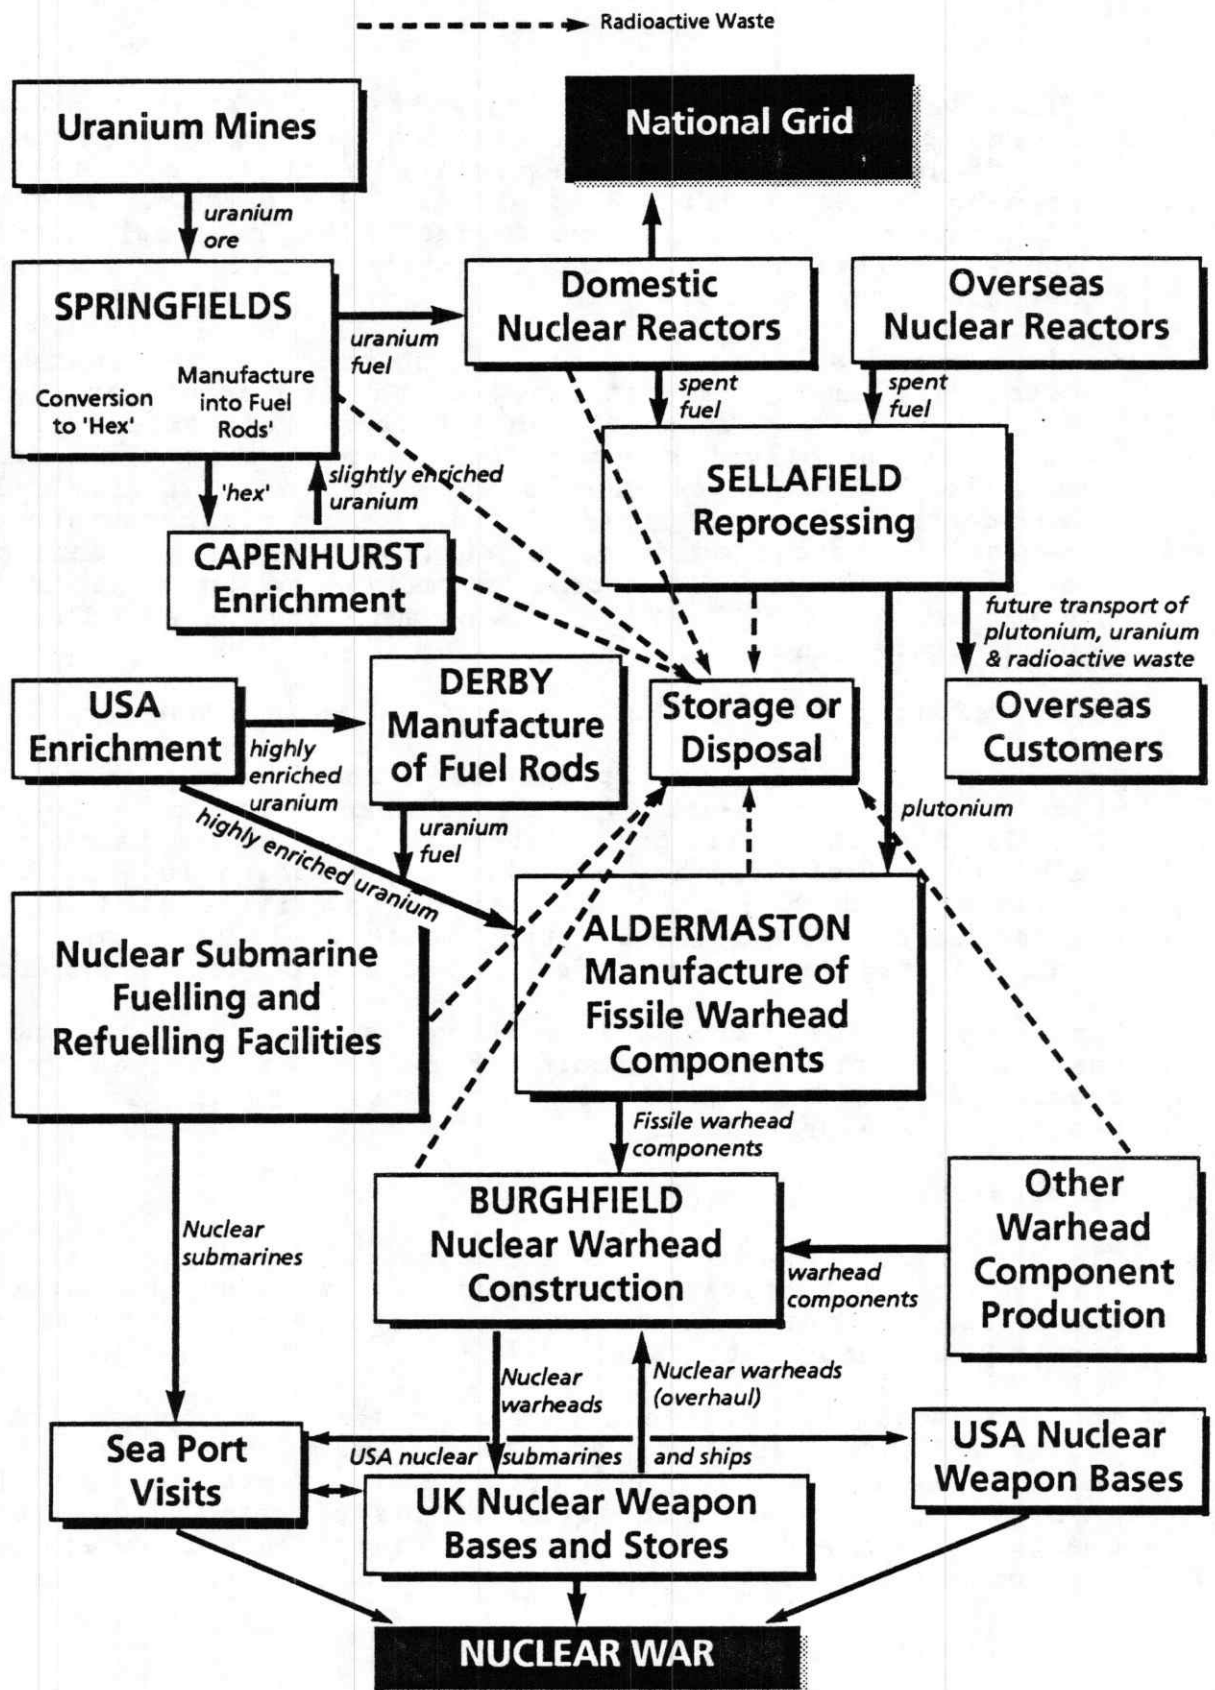 Radioactive Waste
Uranium Mines
National Grid
uranium
ore
SPRINGFIELDS
Conversion
to 'Hex'
Manufacture
into Fuel
Rods'
uranium
fuel
Domestic
Nuclear Reactors
Overseas
Nuclear Reactors
spent
fuel
spent
fuel
'hex'
slightly enriched
uranium
SELLAFIELD
Reprocessing
CAPENHURST
Enrichment
future transport of
plutonium, uranium
& radioactive waste
USA
Enrichment
highly
enriched
uranium
DERBY
Manufacture
of Fuel Rods
Storage or
Disposal
Overseas
Customers
highly enriched uranium
uranium
fuel
plutonium
Nuclear Submarine
Fuelling and
Refuelling Facilities
ALDERMASTON
Manufacture of
Fissile Warhead
Components
Fissile warhead
components
Nuclear
submarines
BURGHFIELD
Nuclear Warhead
Construction
warhead
components
Other
Warhead
Component
Production
Nuclear
warheads
Nuclear warheads
(overhaul)
Sea Port
Visits
USA nuclear submarines and ships
USA Nuclear
Weapon Bases
UK Nuclear Weapon
Bases and Stores
NUCLEAR WAR